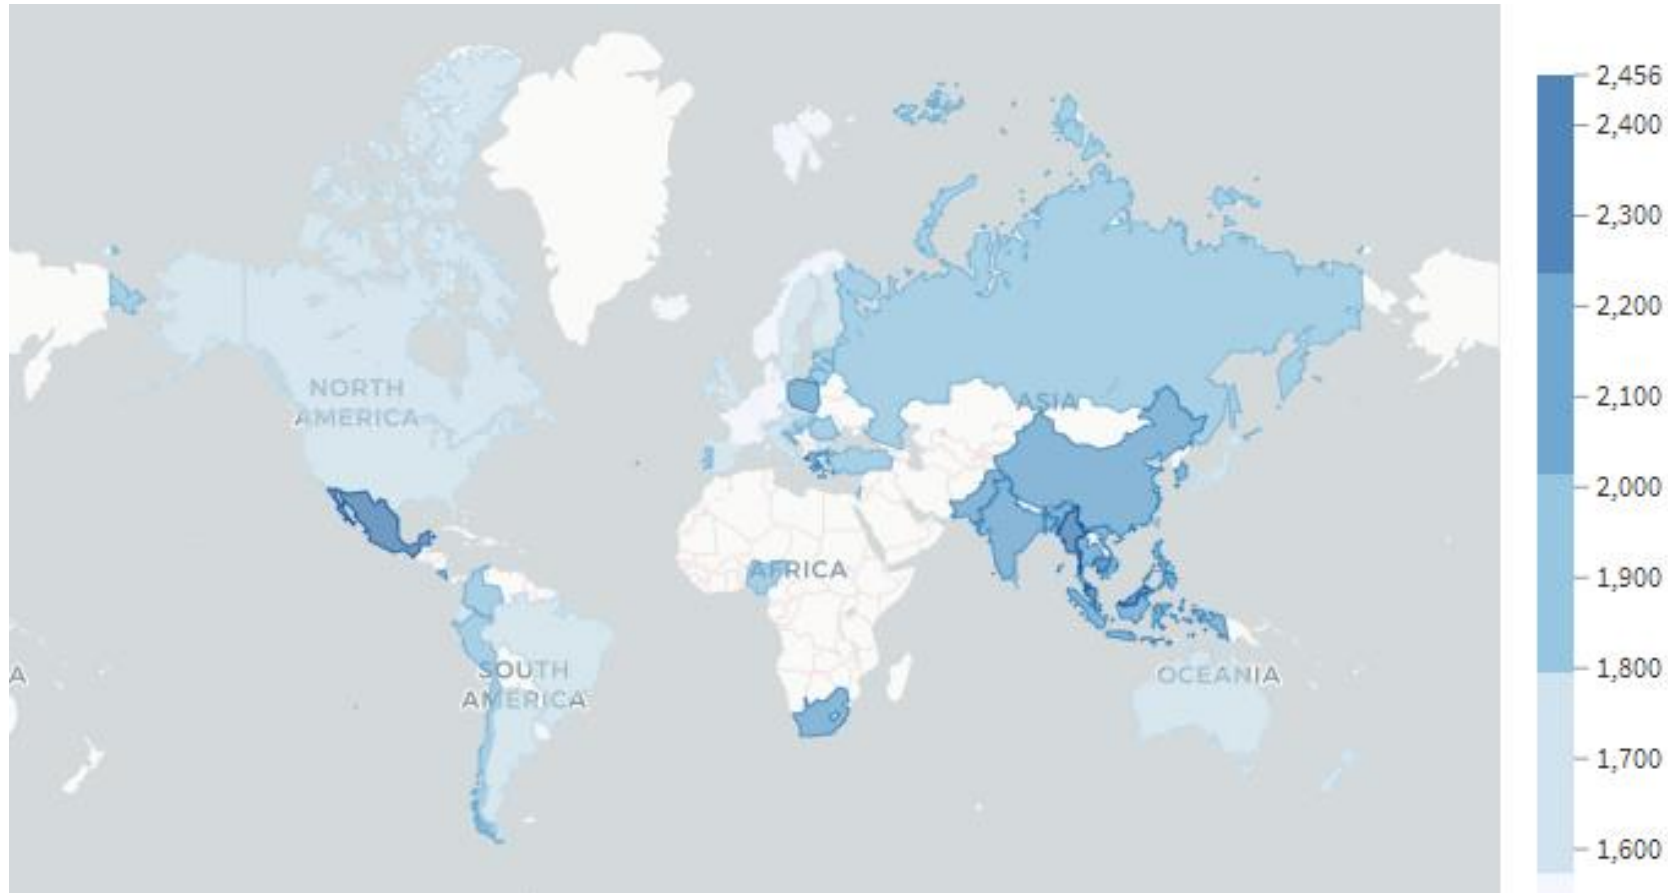 NORTH
AMERICA
ASIA
AFRICA
SOUTH
AMERICA
OCEANIA
A
2,456
2,400
2,300
2,200
2,100
2,000
1,900
1,800
1,700
1,600